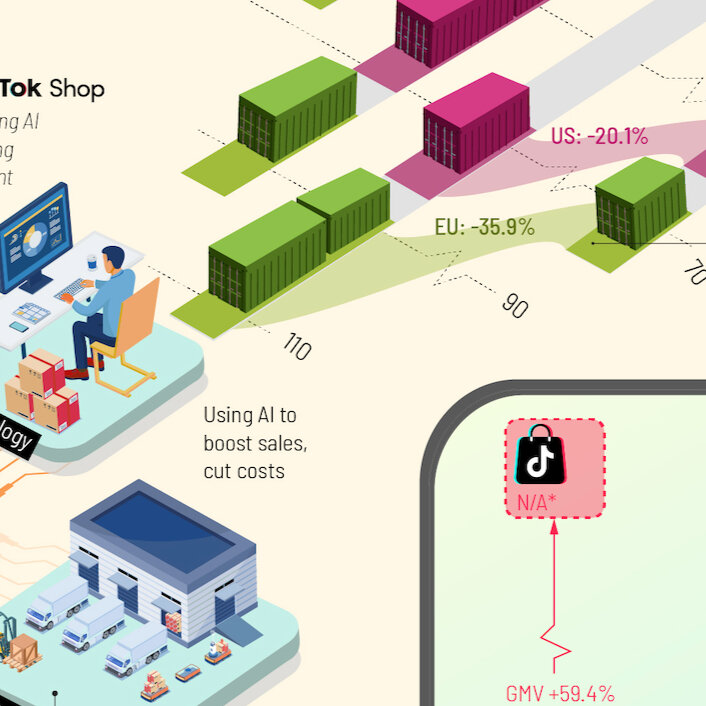 Tok Shop
ng AI
ng
nt
US: -20.1%
EU: -35.9%
70
90
110
Using AI to
boost sales,
cut costs
logy
N/A*
GMV +59.4%